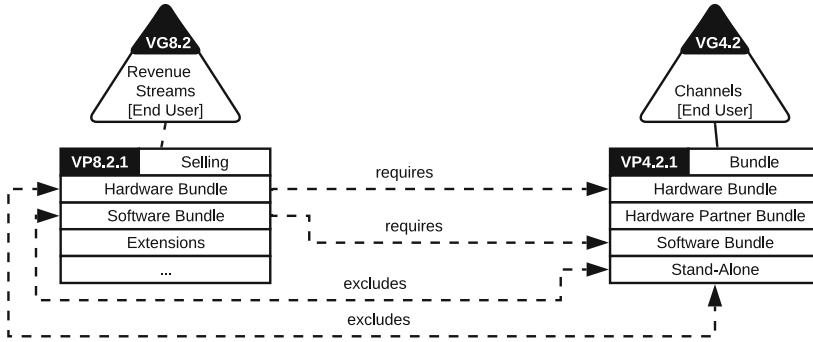 VG8.2
Revenue
Streams
[End User]
VG4.2
Channels
[End User]
VP8.2.1 Selling
Hardware Bundle
Software Bundle
Extensions
...
requires
requires
excludes
excludes
VP4.2.1 Bundle
Hardware Bundle
Hardware Partner Bundle
Software Bundle
Stand-Alone